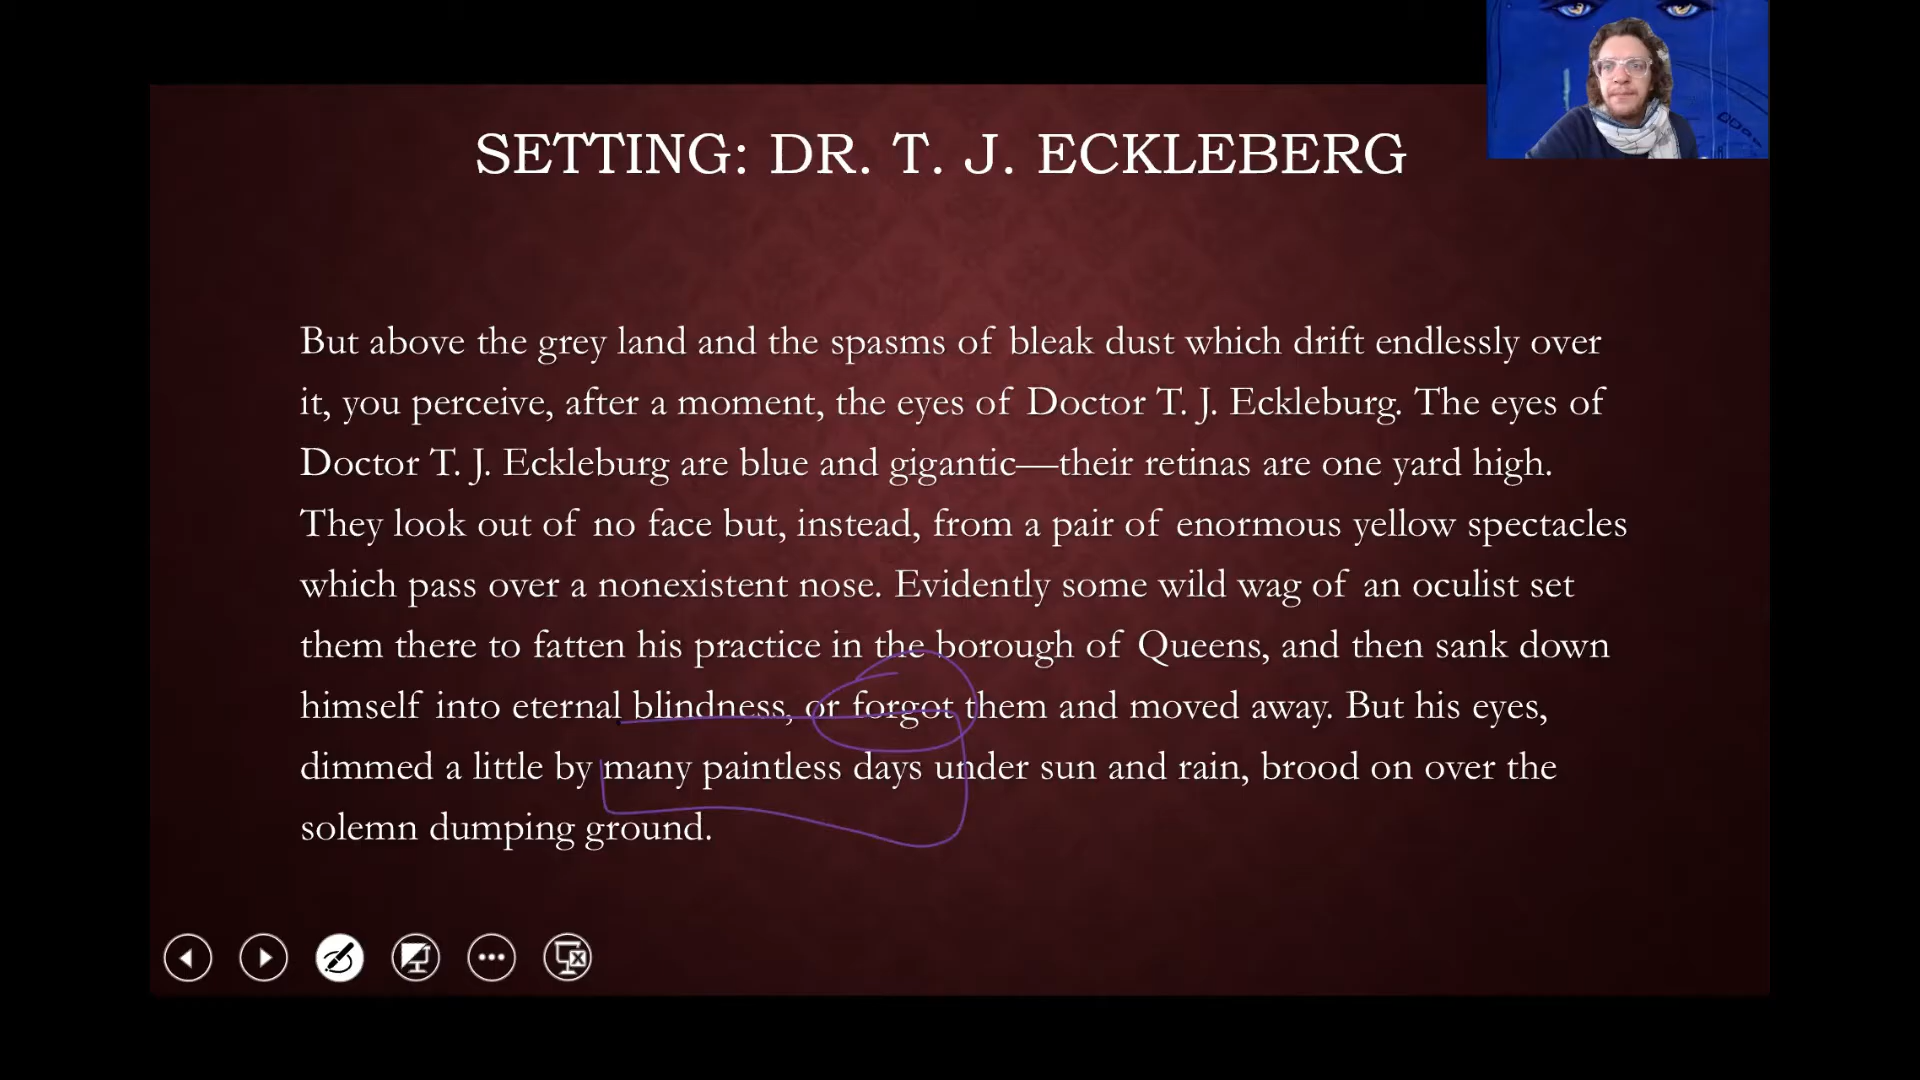 SETTING: DR. T. J. ECKLEBERG
But above the grey land and the spasms of bleak dust which drift endlessly over
it, you perceive, after a moment, the eyes of Doctor T. J. Eckleburg. The eyes of
Doctor T. J. Eckleburg are blue and gigantic—their retinas are one yard high.
They look out of no face but, instead, from a pair of enormous yellow spectacles
which pass over a nonexistent nose. Evidently some wild wag of an oculist set
them there to fatten his practice in the borough of Queens, and then sank down
himself into eternal blindness, or forgot them and moved away. But his eyes,
dimmed a little by many paintless days under sun and rain, brood on over the
solemn dumping ground.